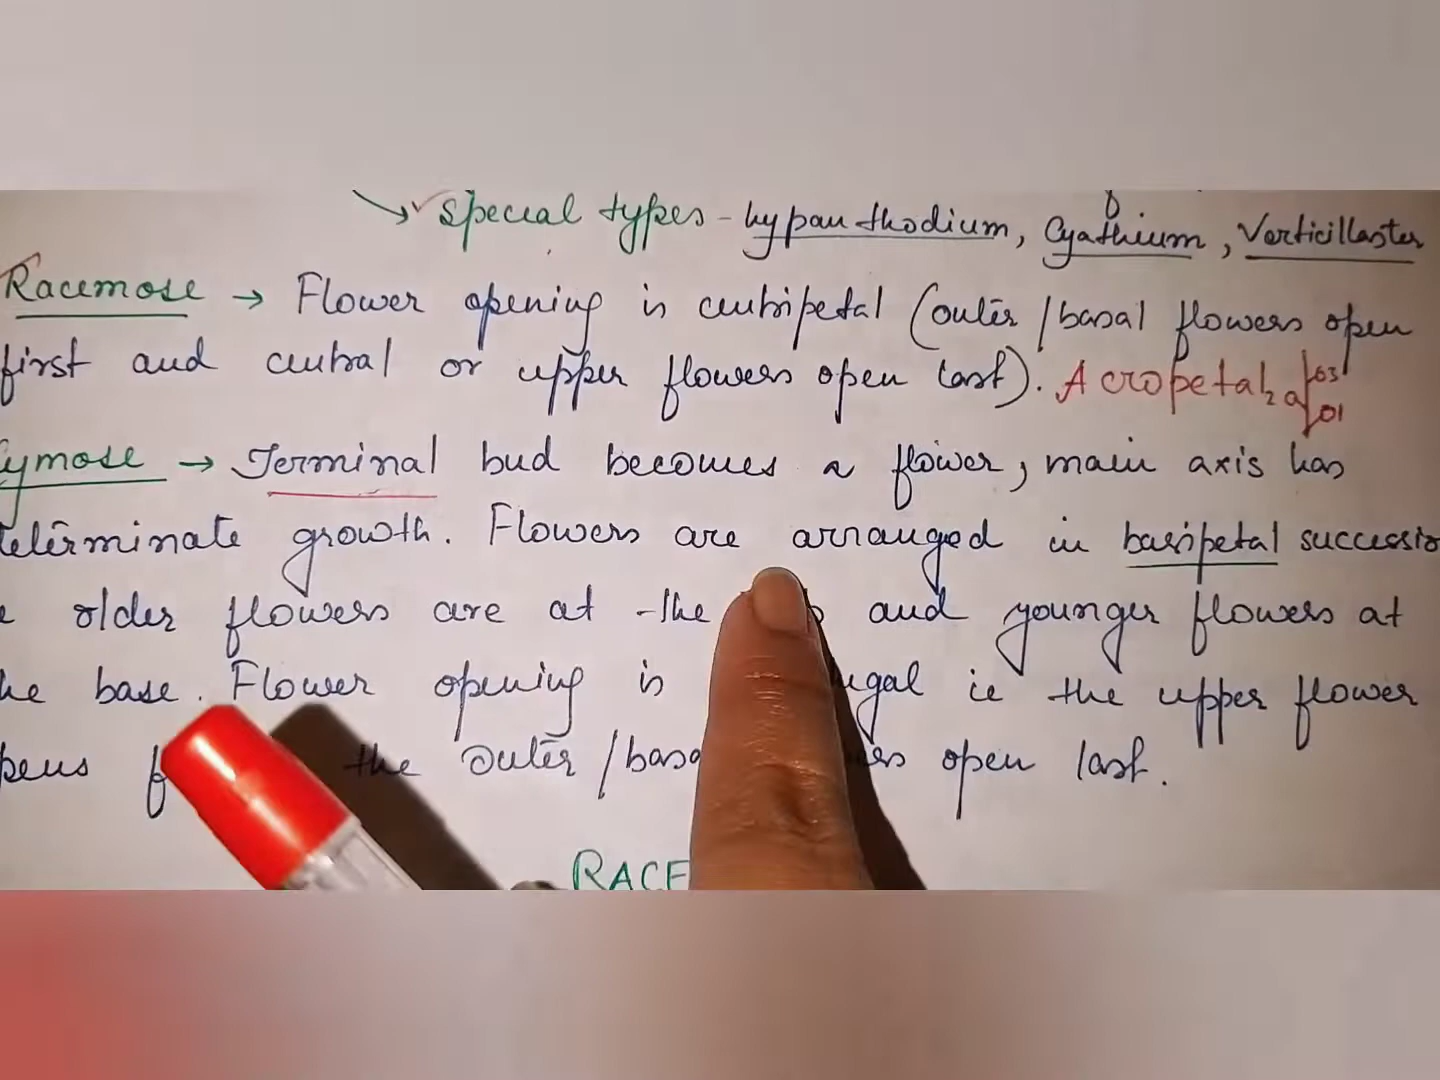 Special types - hypanthodium, Cyathium, Verticillaster
Racemose → Flower opening is centripetal (outer / basal flowers open
first and central or upper flowers open last). Acropetal
ymose → Terminal bud becomes a flower, main axis has
eterminate growth. Flowers are arranged in basipetal successio
e older flowers are at the and younger flowers at
he base. Flower opening is ugal ie the upper flower
pens the outer / basa open last.
RACE